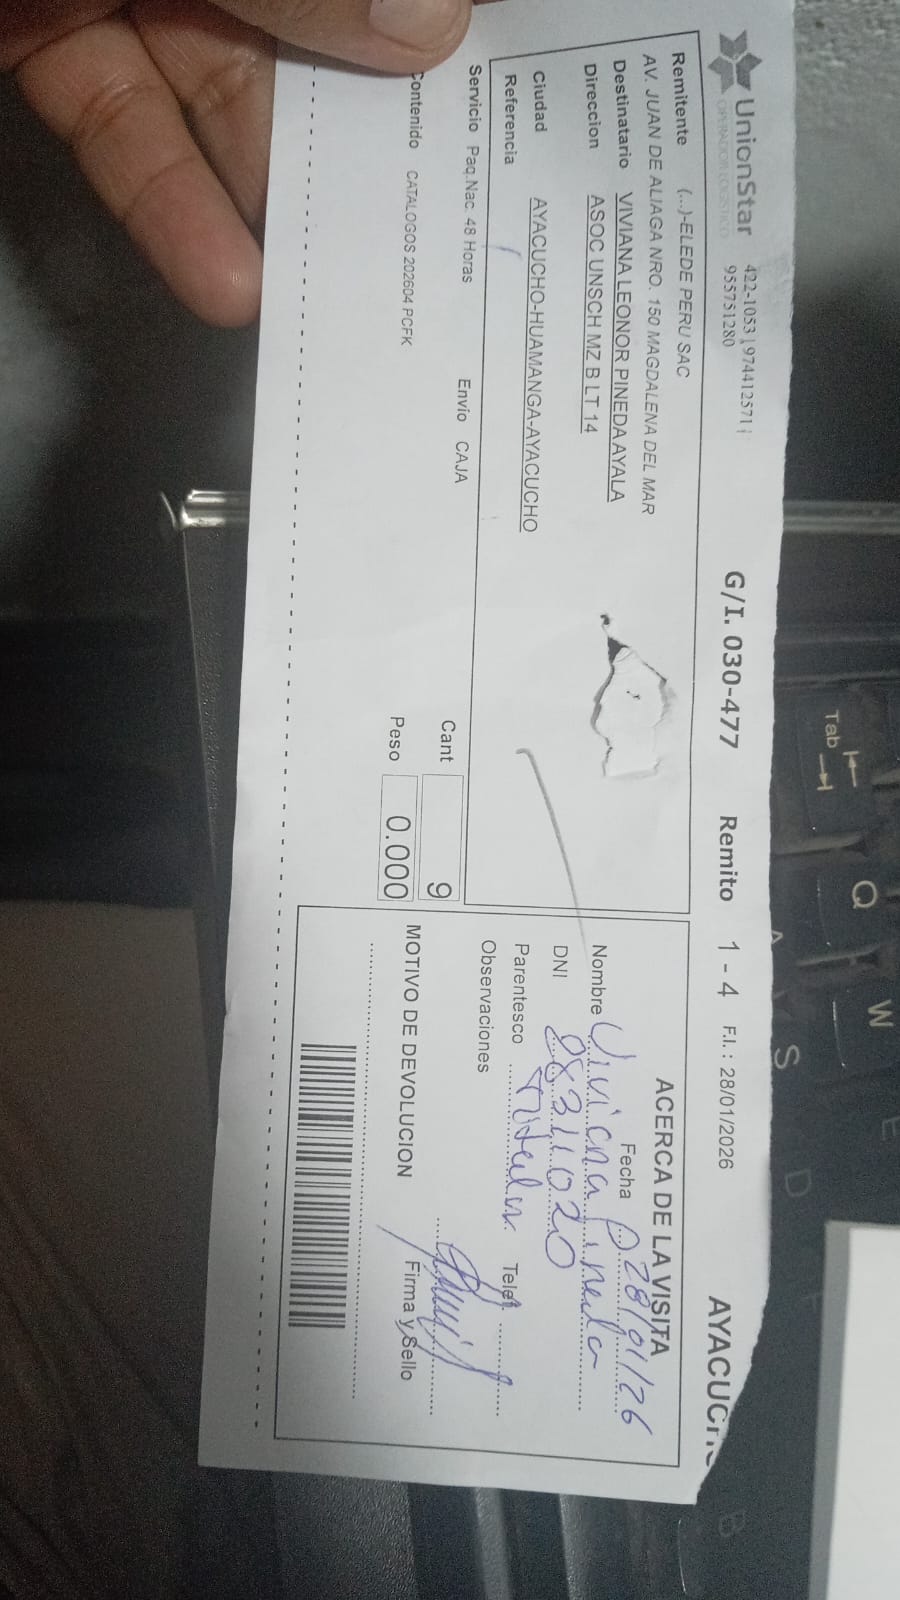 UnionStar
OPERADOR LOGISTICO
422-1053 | 974412571 |
955751280
G/I. 030-477 Remito 1 - 4 F.I.: 28/01/2026
Remitente (...)-ELEDE PERU SAC
AV. JUAN DE ALIAGA NRO. 150 MAGDALENA DEL MAR
Destinatario VIVIANA LEONOR PINEDA AYALA
Direccion ASOC UNSCH MZ B LT 14
Ciudad AYACUCHO-HUAMANGA-AYACUCHO
Referencia
Servicio Paq.Nac. 48 Horas Envio CAJA Cant 9
Contenido CATALOGOS 202604 PCFK Peso 0.000
ACERCA DE LA VISITA
Fecha 28/01/26
Nombre Viviana Pineda
DNI 28311020
Parentesco Titular Telef.
Observaciones
MOTIVO DE DEVOLUCION Firma y Sello
Tab
Q
W
E
A
S
D
B